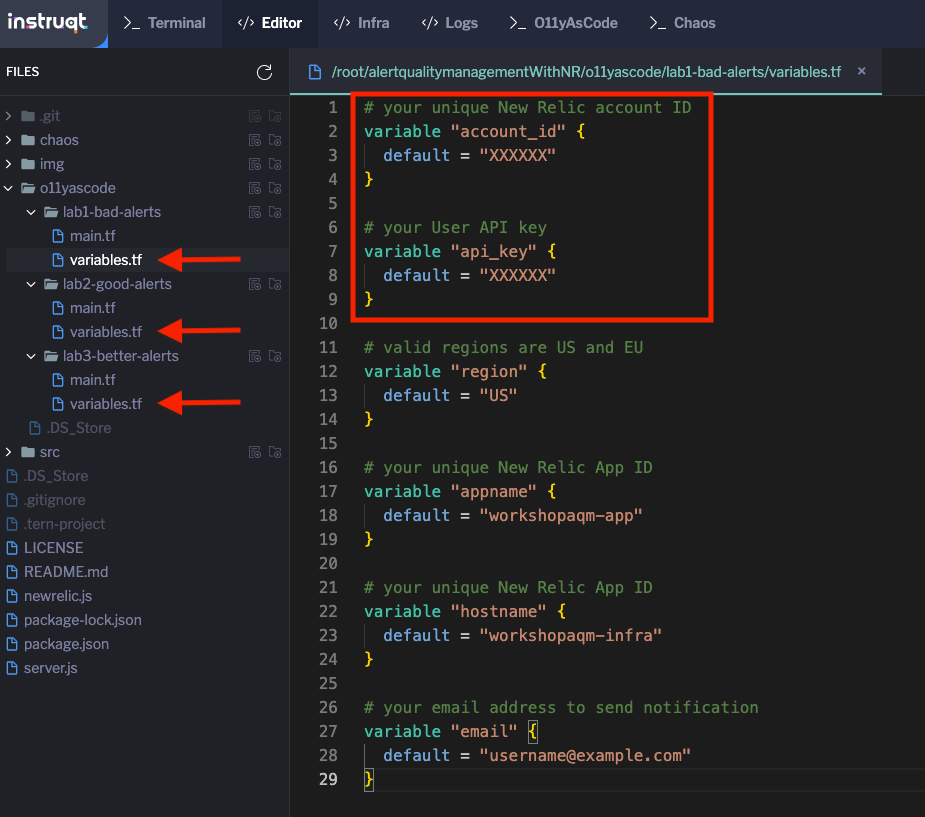 instruqt
>_ Terminal
</> Editor
</> Infra
</> Logs
>_ O11yAsCode
>_ Chaos
FILES
.git
chaos
img
o11yascode
lab1-bad-alerts
main.tf
variables.tf
lab2-good-alerts
main.tf
variables.tf
lab3-better-alerts
main.tf
variables.tf
.DS_Store
src
.DS_Store
.gitignore
.tern-project
LICENSE
README.md
newrelic.js
package-lock.json
package.json
server.js
/root/alertqualitymanagementWithNR/o11yascode/lab1-bad-alerts/variables.tf ×
1 # your unique New Relic account ID
2 variable "account_id" {
3 default = "XXXXXX"
4 }
5
6 # your User API key
7 variable "api_key" {
8 default = "XXXXXX"
9 }
10
11 # valid regions are US and EU
12 variable "region" {
13 default = "US"
14 }
15
16 # your unique New Relic App ID
17 variable "appname" {
18 default = "workshopaqm-app"
19 }
20
21 # your unique New Relic App ID
22 variable "hostname" {
23 default = "workshopaqm-infra"
24 }
25
26 # your email address to send notification
27 variable "email" {
28 default = "username@example.com"
29 }